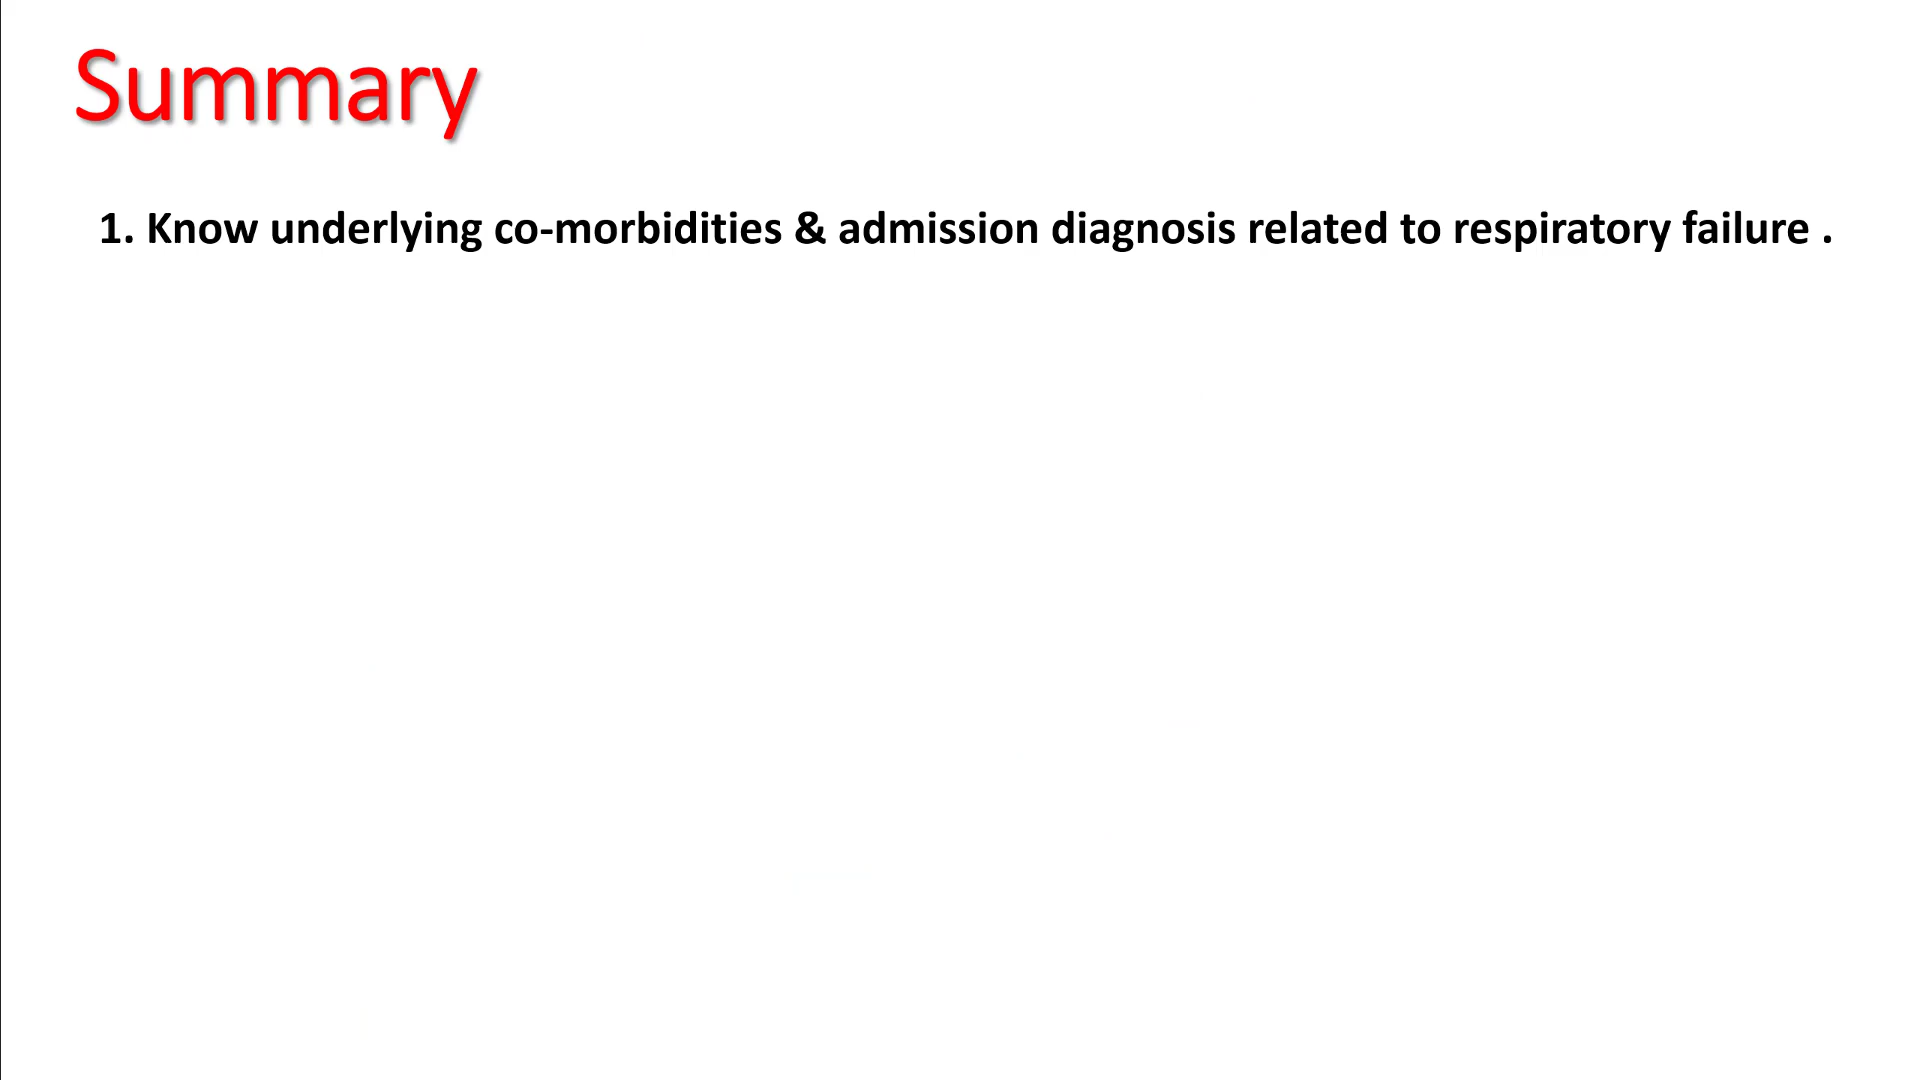 Summary
1. Know underlying co-morbidities & admission diagnosis related to respiratory failure .